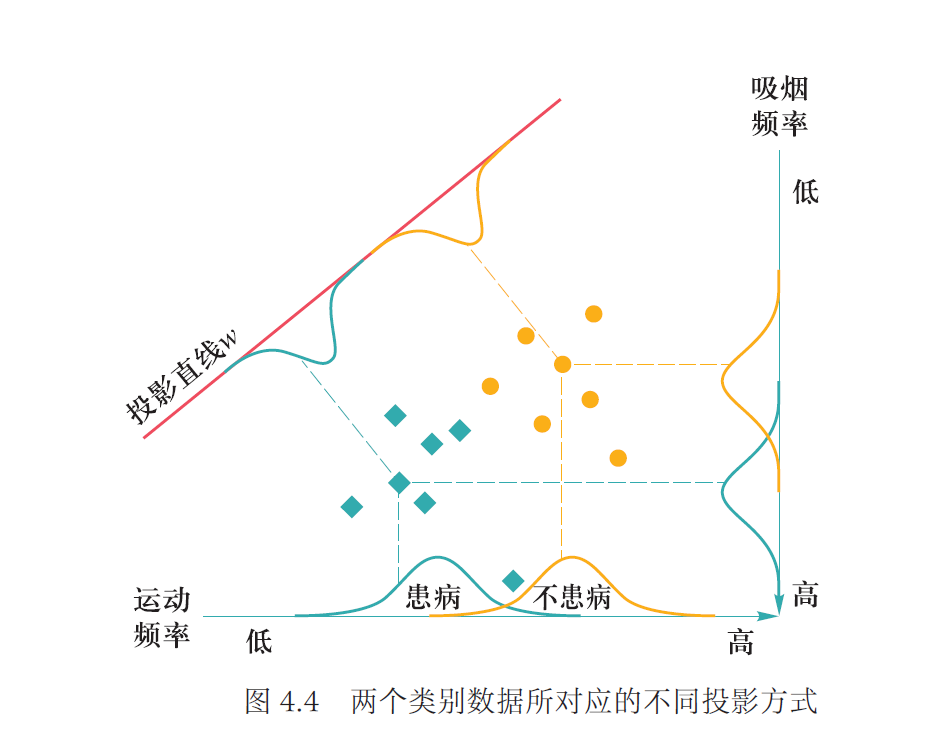 吸烟
频率
低
投影直线w
患病
不患病
高
运动
频率
低
高
图 4.4 两个类别数据所对应的不同投影方式